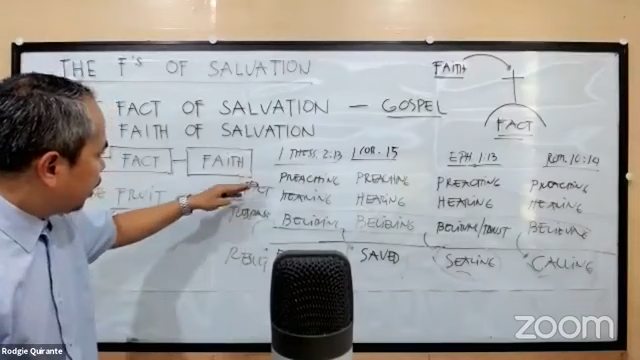 THE F'S OF SALVATION
FACT OF SALVATION — GOSPEL
FAITH OF SALVATION
FAITH
FACT
FACT FAITH
FRUIT
1 THESS 2:13 1 COR. 15 EPH 1:13 ROM. 10:14
PREACHING PREACHING PREACHING PREACHING
HEARING HEARING HEARING HEARING
BELIEVING BELIEVING BELIEVING/TRUST BELIEVING
SAVED SEALING CALLING
zoom
Rodgie Quirante